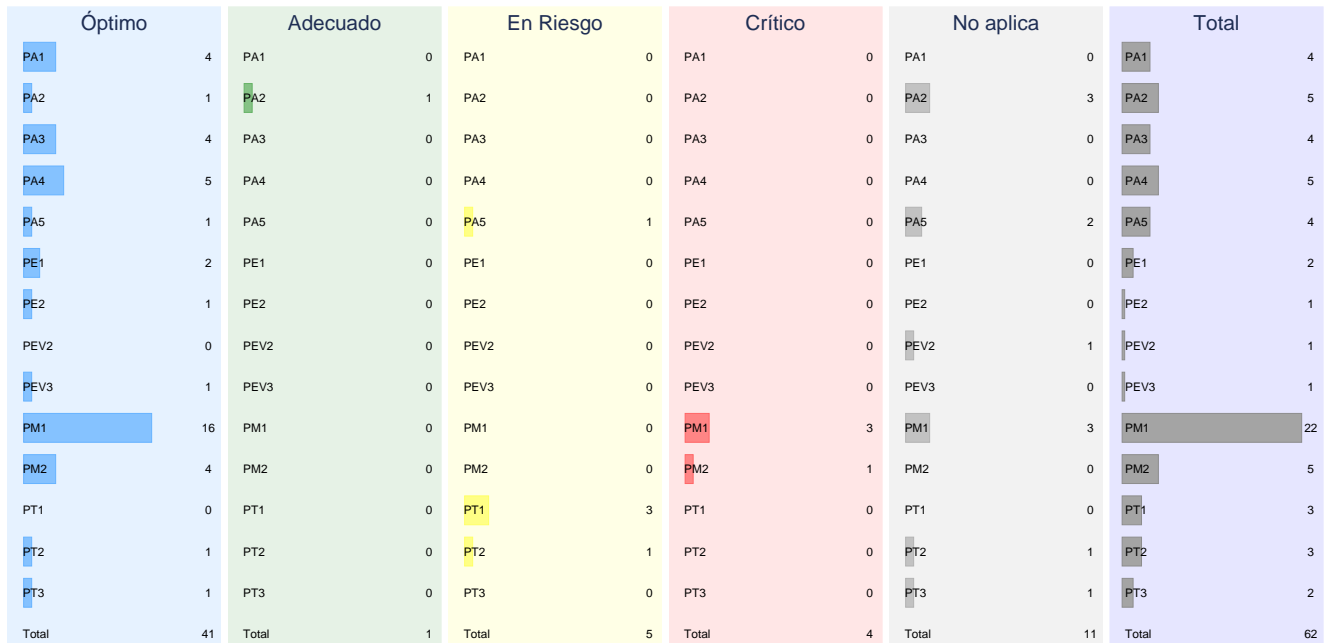 Óptimo Adecuado En Riesgo Crítico No aplica Total
PA1 4 PA1 0 PA1 0 PA1 0 PA1 0 PA1 4
PA2 1 PA2 1 PA2 0 PA2 0 PA2 3 PA2 5
PA3 4 PA3 0 PA3 0 PA3 0 PA3 0 PA3 4
PA4 5 PA4 0 PA4 0 PA4 0 PA4 0 PA4 5
PA5 1 PA5 0 PA5 1 PA5 0 PA5 2 PA5 4
PE1 2 PE1 0 PE1 0 PE1 0 PE1 0 PE1 2
PE2 1 PE2 0 PE2 0 PE2 0 PE2 0 PE2 1
PEV2 0 PEV2 0 PEV2 0 PEV2 0 PEV2 1 PEV2 1
PEV3 1 PEV3 0 PEV3 0 PEV3 0 PEV3 0 PEV3 1
PM1 16 PM1 0 PM1 0 PM1 3 PM1 3 PM1 22
PM2 4 PM2 0 PM2 0 PM2 1 PM2 0 PM2 5
PT1 0 PT1 0 PT1 3 PT1 0 PT1 0 PT1 3
PT2 1 PT2 0 PT2 1 PT2 0 PT2 1 PT2 3
PT3 1 PT3 0 PT3 0 PT3 0 PT3 1 PT3 2
Total 41 Total 1 Total 5 Total 4 Total 11 Total 62